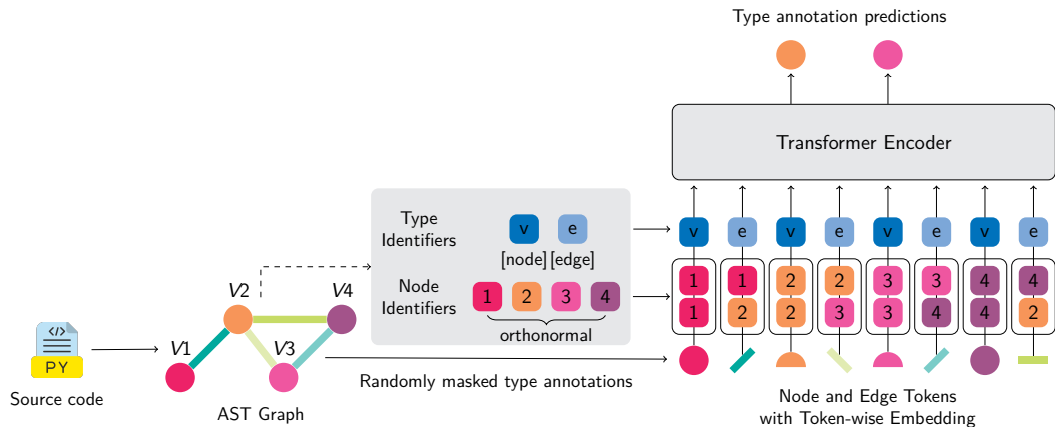 Type annotation predictions
Transformer Encoder
Type
Identifiers
v e
[node] [edge]
Node
Identifiers
1 2 3 4
orthonormal
v e v e v e v e
1 1 2 2 3 3 4 4
1 2 2 3 3 4 4 2
V2 V4
V1 V3
</>
PY
Source code
AST Graph
Randomly masked type annotations
Node and Edge Tokens
with Token-wise Embedding